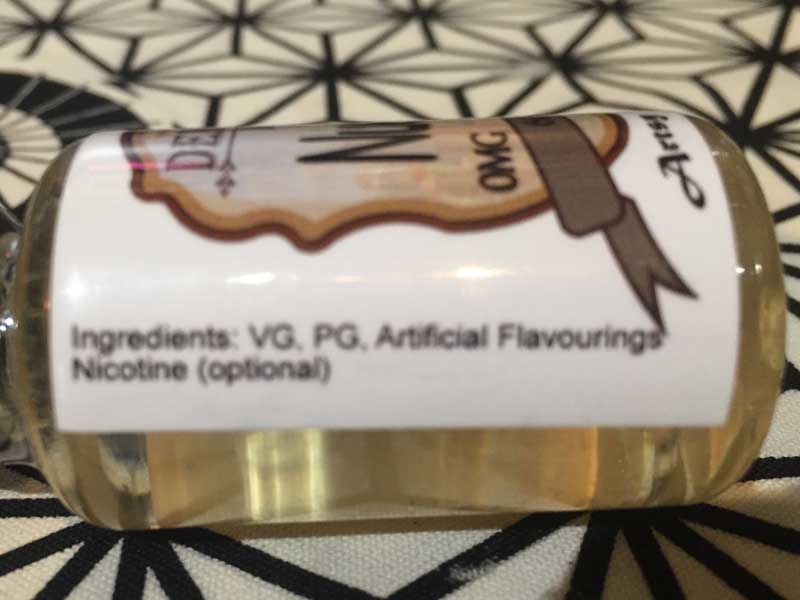 OMG
Ingredients: VG, PG, Artificial Flavourings
Nicotine (optional)